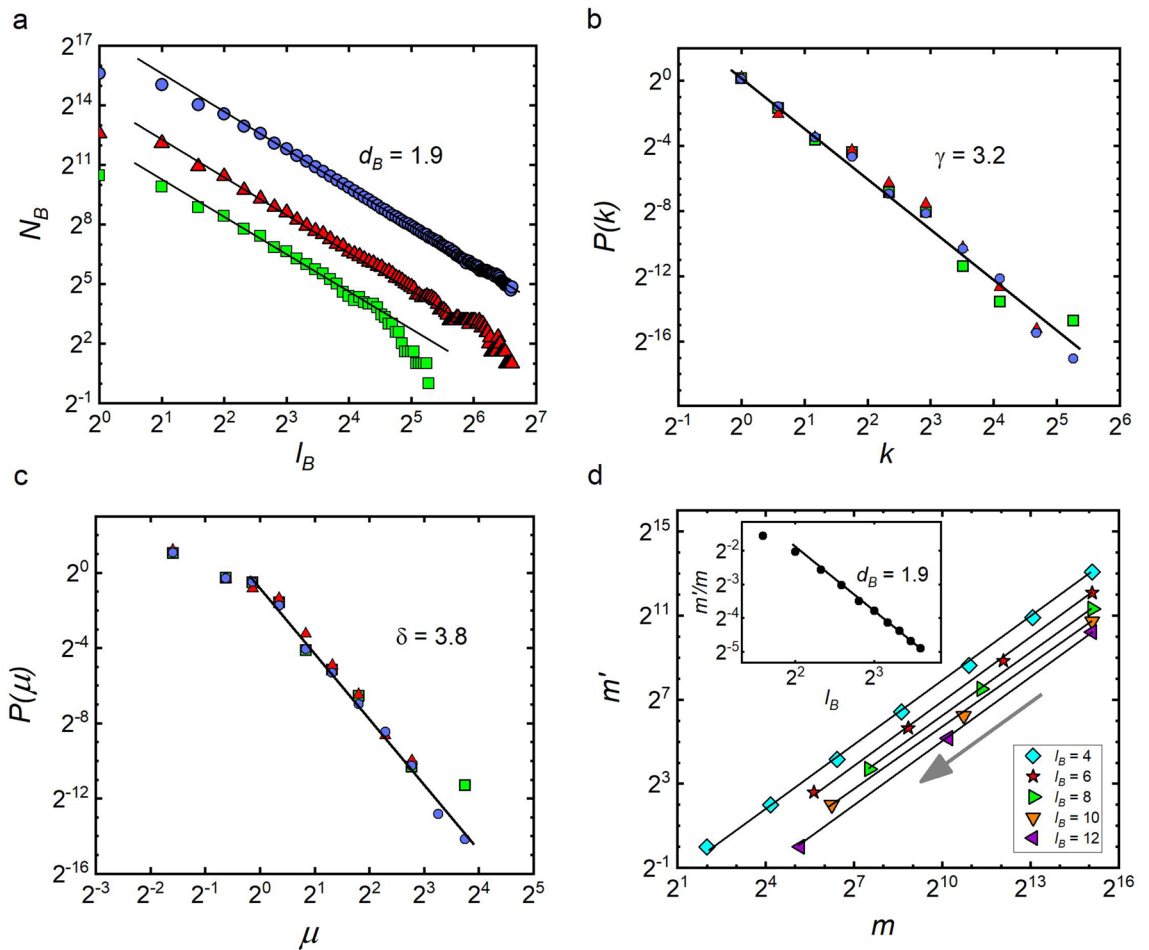 a
N_B
2^17
2^14
2^11
2^8
2^5
2^2
2^-1
d_B = 1.9
2^0 2^1 2^2 2^3 2^4 2^5 2^6 2^7
l_B
b
P(k)
2^0
2^-4
2^-8
2^-12
2^-16
γ = 3.2
2^-1 2^0 2^1 2^2 2^3 2^4 2^5 2^6
k
c
P(μ)
2^0
2^-4
2^-8
2^-12
2^-16
δ = 3.8
2^-3 2^-2 2^-1 2^0 2^1 2^2 2^3 2^4 2^5
μ
d
m'
2^15
2^11
2^7
2^3
2^-1
m'/m
2^-2
2^-3
2^-4
2^-5
d_B = 1.9
2^2 2^3
l_B
l_B = 4
l_B = 6
l_B = 8
l_B = 10
l_B = 12
2^1 2^4 2^7 2^10 2^13 2^16
m